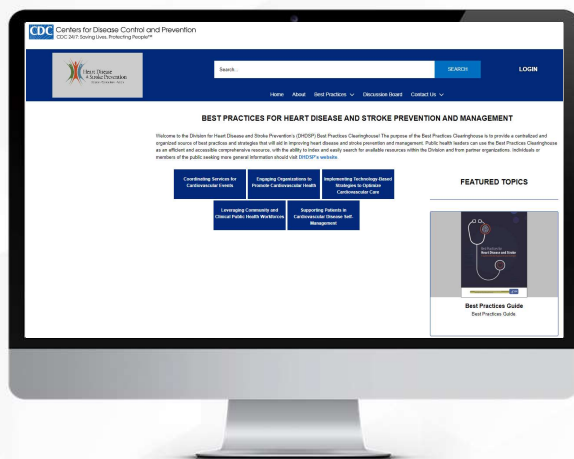 CDC Centers for Disease Control and Prevention
CDC 24/7: Saving Lives. Protecting People™
Heart Disease
& Stroke Prevention
Search...
SEARCH
LOGIN
Home About Best Practices Discussion Board Contact Us
BEST PRACTICES FOR HEART DISEASE AND STROKE PREVENTION AND MANAGEMENT
Welcome to the Division for Heart Disease and Stroke Prevention's (DHDSP) Best Practices Clearinghouse! The purpose of the Best Practices Clearinghouse is to provide a centralized and
organized source of best practices and strategies that will aid in improving heart disease and stroke prevention and management. Public health leaders can use the Best Practices Clearinghouse
as an efficient and accessible comprehensive resource, with the ability to index and easily search for available resources within the Division and from partner organizations. Individuals or
members of the public seeking more general information should visit DHDSP's website.
Coordinating Services for
Cardiovascular Events
Engaging Organizations to
Promote Cardiovascular Health
Implementing Technology-Based
Strategies to Optimize
Cardiovascular Care
Leveraging Community and
Clinical Public Health Workforces
Supporting Patients in
Cardiovascular Disease Self-
Management
FEATURED TOPICS
Best Practices for
Heart Disease and Stroke
Best Practices Guide
Best Practices Guide.